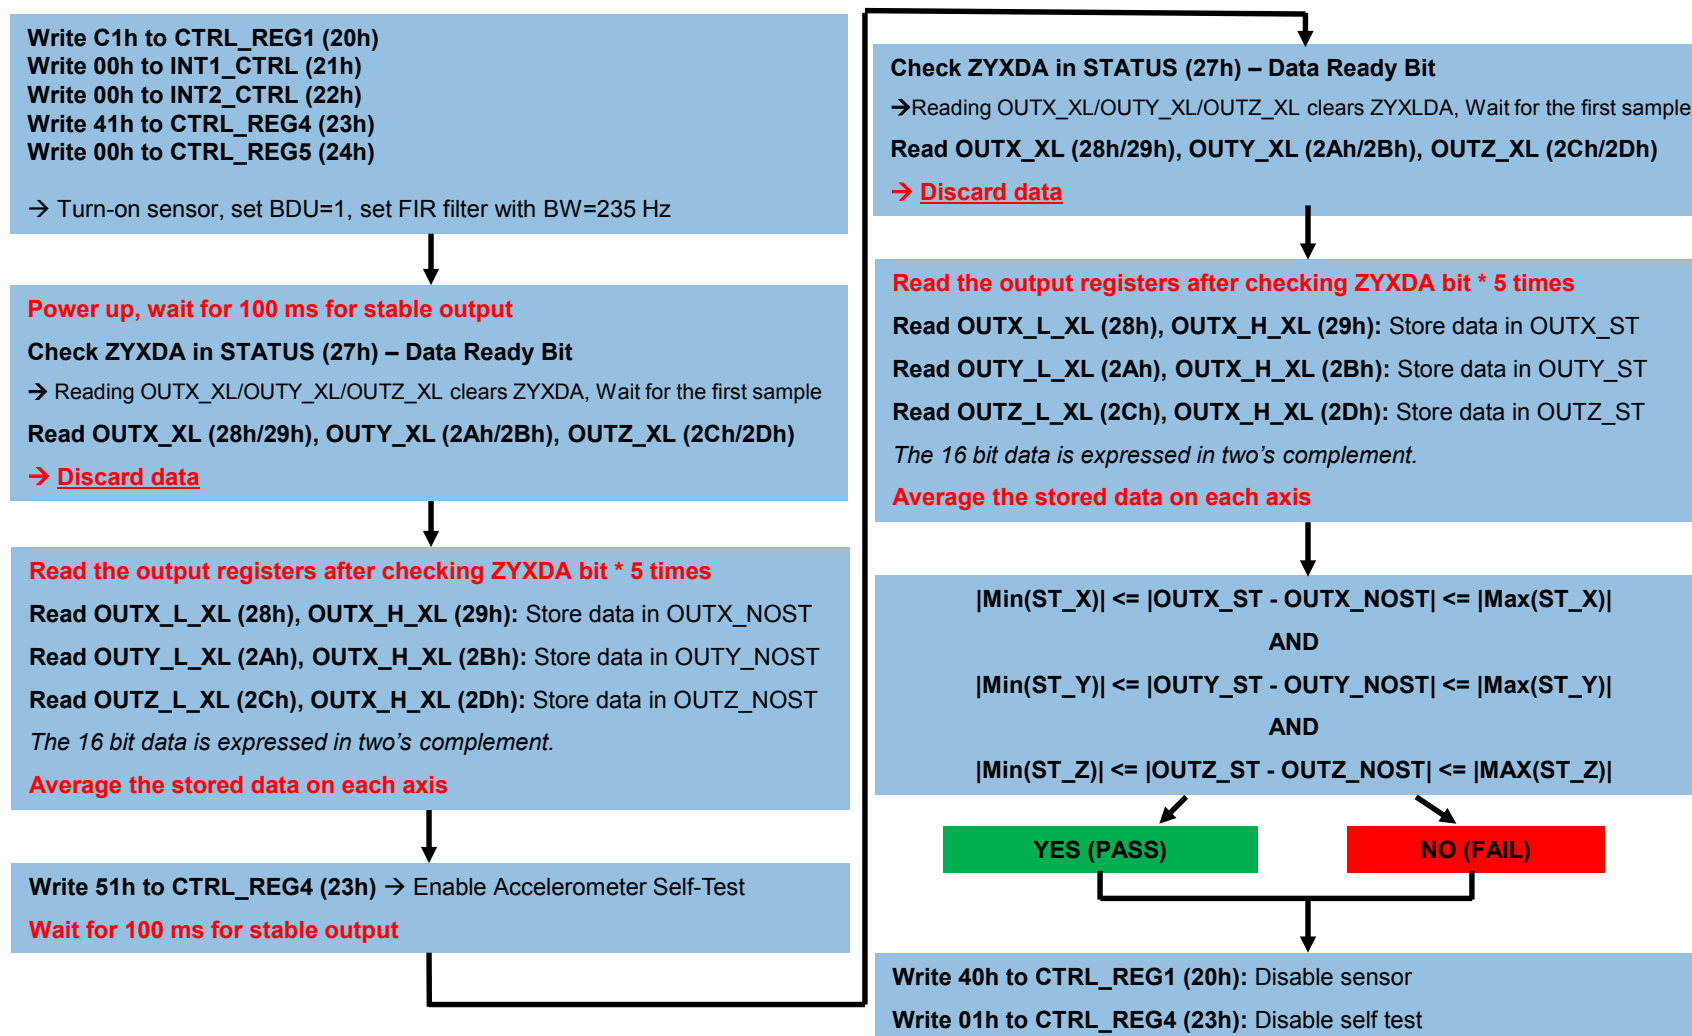 Write C1h to CTRL_REG1 (20h)
Write 00h to INT1_CTRL (21h)
Write 00h to INT2_CTRL (22h)
Write 41h to CTRL_REG4 (23h)
Write 00h to CTRL_REG5 (24h)
→ Turn-on sensor, set BDU=1, set FIR filter with BW=235 Hz
Power up, wait for 100 ms for stable output
Check ZYXDA in STATUS (27h) – Data Ready Bit
→ Reading OUTX_XL/OUTY_XL/OUTZ_XL clears ZYXDA, Wait for the first sample
Read OUTX_XL (28h/29h), OUTY_XL (2Ah/2Bh), OUTZ_XL (2Ch/2Dh)
→ Discard data
Read the output registers after checking ZYXDA bit * 5 times
Read OUTX_L_XL (28h), OUTX_H_XL (29h): Store data in OUTX_NOST
Read OUTY_L_XL (2Ah), OUTX_H_XL (2Bh): Store data in OUTY_NOST
Read OUTZ_L_XL (2Ch), OUTX_H_XL (2Dh): Store data in OUTZ_NOST
The 16 bit data is expressed in two's complement.
Average the stored data on each axis
Write 51h to CTRL_REG4 (23h) → Enable Accelerometer Self-Test
Wait for 100 ms for stable output
Check ZYXDA in STATUS (27h) – Data Ready Bit
→Reading OUTX_XL/OUTY_XL/OUTZ_XL clears ZYXLDA, Wait for the first sample
Read OUTX_XL (28h/29h), OUTY_XL (2Ah/2Bh), OUTZ_XL (2Ch/2Dh)
→ Discard data
Read the output registers after checking ZYXDA bit * 5 times
Read OUTX_L_XL (28h), OUTX_H_XL (29h): Store data in OUTX_ST
Read OUTY_L_XL (2Ah), OUTX_H_XL (2Bh): Store data in OUTY_ST
Read OUTZ_L_XL (2Ch), OUTX_H_XL (2Dh): Store data in OUTZ_ST
The 16 bit data is expressed in two's complement.
Average the stored data on each axis
|Min(ST_X)| <= |OUTX_ST - OUTX_NOST| <= |Max(ST_X)|
AND
|Min(ST_Y)| <= |OUTY_ST - OUTY_NOST| <= |Max(ST_Y)|
AND
|Min(ST_Z)| <= |OUTZ_ST - OUTZ_NOST| <= |MAX(ST_Z)|
YES (PASS)
NO (FAIL)
Write 40h to CTRL_REG1 (20h): Disable sensor
Write 01h to CTRL_REG4 (23h): Disable self test